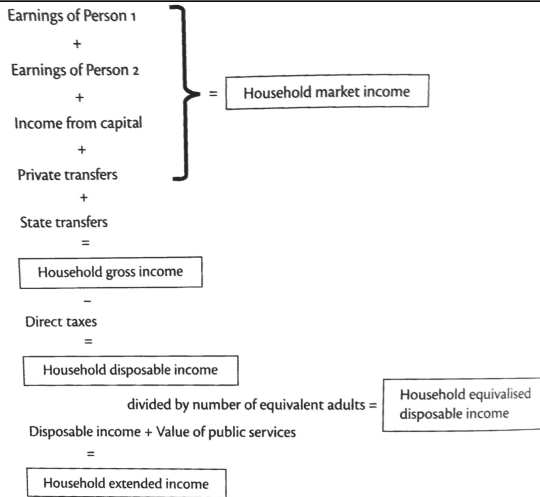 Earnings of Person 1
+
Earnings of Person 2
+
= Household market income
Income from capital
+
Private transfers
+
State transfers
=
Household gross income
–
Direct taxes
=
Household disposable income
divided by number of equivalent adults = Household equivalised
disposable income
Disposable income + Value of public services
=
Household extended income